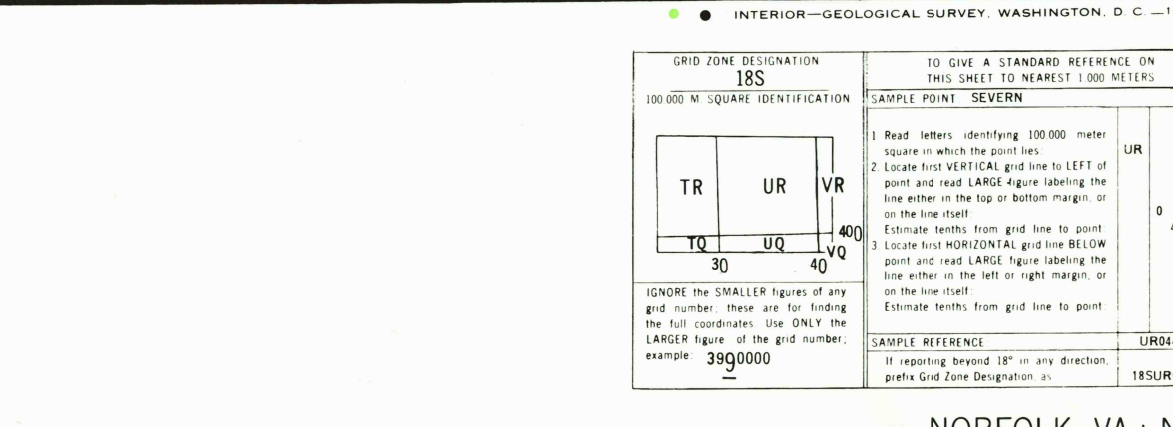 INTERIOR—GEOLOGICAL SURVEY, WASHINGTON, D. C.—1
GRID ZONE DESIGNATION
18S
100,000 M. SQUARE IDENTIFICATION
TR UR VR
400
TQ UQ VQ
30 40
IGNORE the SMALLER figures of any
grid number; these are for finding
the full coordinates. Use ONLY the
LARGER figure of the grid number;
example: 3990000
TO GIVE A STANDARD REFERENCE ON
THIS SHEET TO NEAREST 1,000 METERS
SAMPLE POINT SEVERN
1 Read letters identifying 100,000 meter
square in which the point lies: UR
2. Locate first VERTICAL grid line to LEFT of
point and read LARGE figure labeling the
line either in the top or bottom margin, or
on the line itself: 0
Estimate tenths from grid line to point:
3. Locate first HORIZONTAL grid line BELOW
point and read LARGE figure labeling the
line either in the left or right margin, or
on the line itself:
Estimate tenths from grid line to point:
SAMPLE REFERENCE UR04
If reporting beyond 18° in any direction,
prefix Grid Zone Designation, as 18SUR
NORFOLK, VA.; N